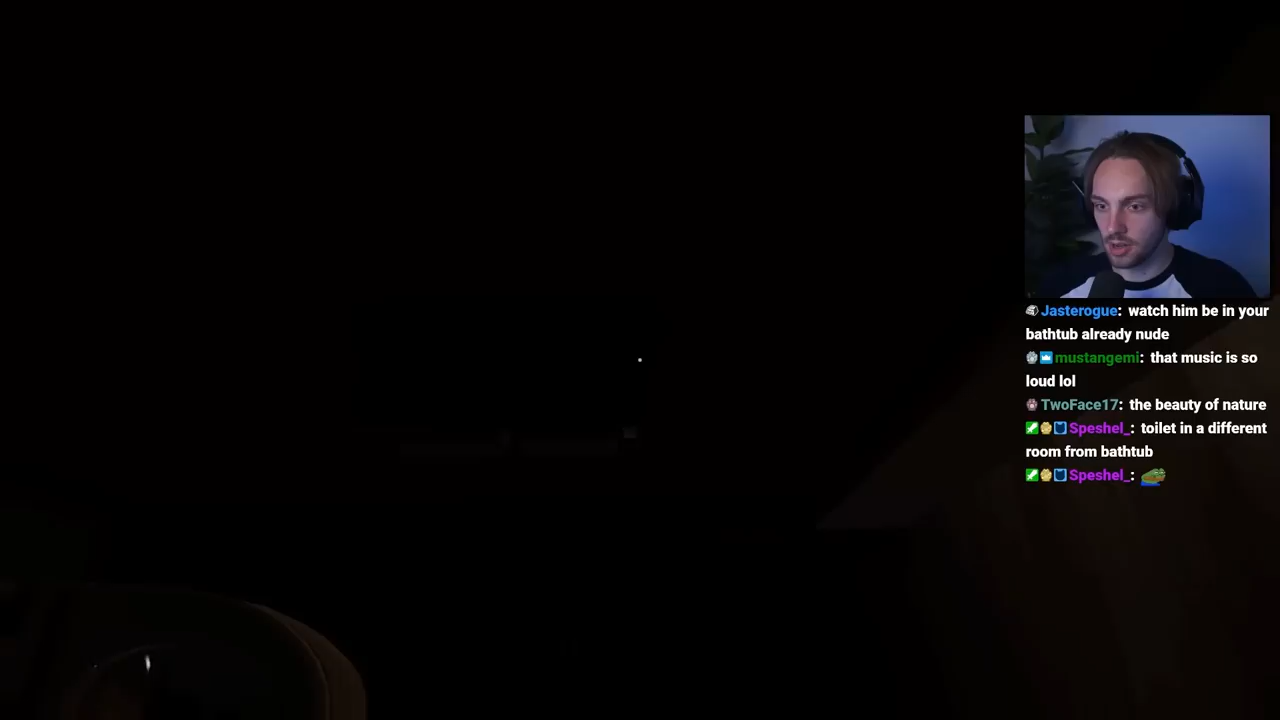 Jasterogue: watch him be in your
bathtub already nude
mustangemi: that music is so
loud lol
TwoFace17: the beauty of nature
Speshel_: toilet in a different
room from bathtub
Speshel_: